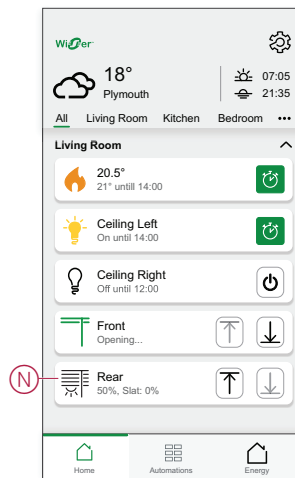 Wiser
18°
Plymouth
07:05
21:35
All Living Room Kitchen Bedroom •••
Living Room
20.5°
21° untill 14:00
Ceiling Left
On until 14:00
Ceiling Right
Off until 12:00
Front
Opening...
N
Rear
50%, Slat: 0%
Home Automations Energy